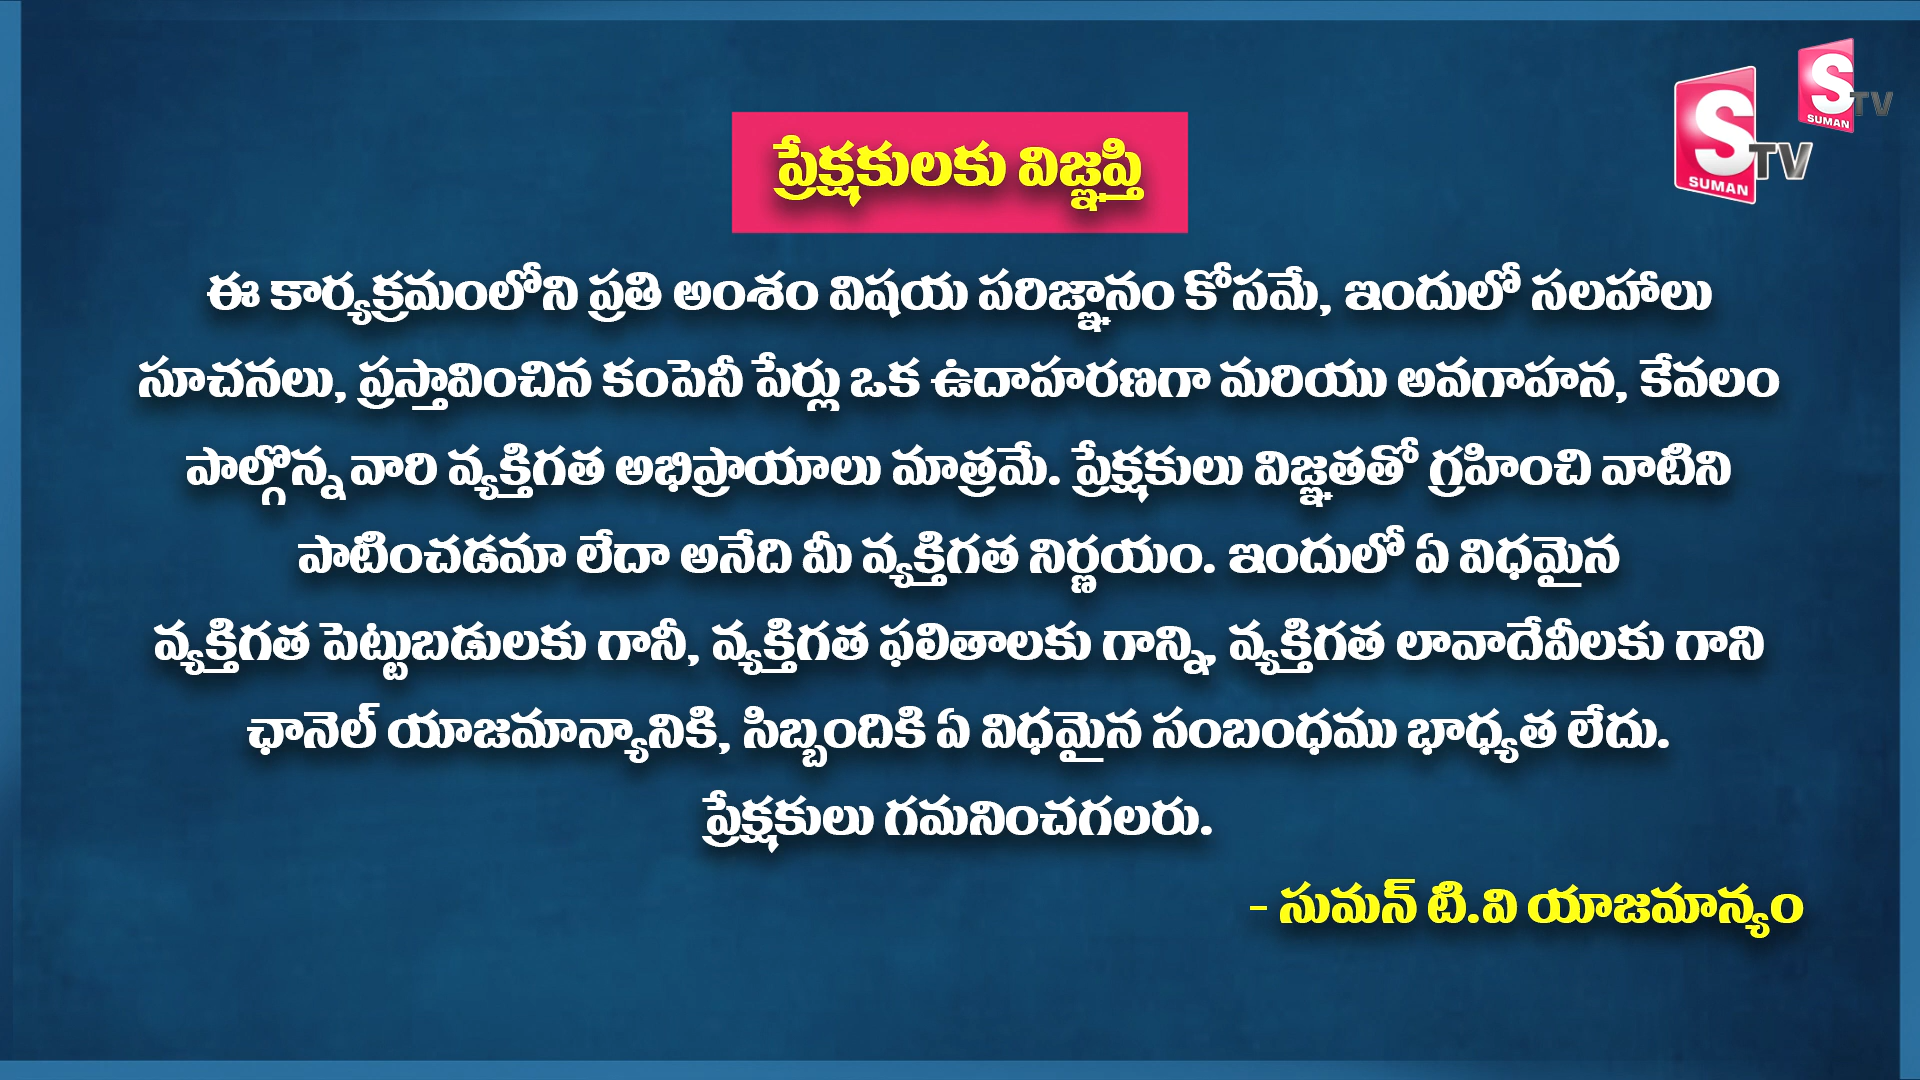 S TV
SUMAN
S TV
SUMAN
ప్రేక్షకులకు విజ్ఞప్తి
ఈ కార్యక్రమంలోని ప్రతి అంశం విషయ పరిజ్ఞానం కోసమే, ఇందులో సలహాలు
సూచనలు, ప్రస్తావించిన కంపెనీ పేర్లు ఒక ఉదాహరణగా మరియు అవగాహన, కేవలం
పాల్గొన్న వారి వ్యక్తిగత అభిప్రాయాలు మాత్రమే. ప్రేక్షకులు విజ్ఞతతో గ్రహించి వాటిని
పాటించడమా లేదా అనేది మీ వ్యక్తిగత నిర్ణయం. ఇందులో ఏ విధమైన
వ్యక్తిగత పెట్టుబడులకు గానీ, వ్యక్తిగత ఫలితాలకు గాన్ని, వ్యక్తిగత లావాదేవీలకు గాని
ఛానెల్ యాజమాన్యానికి, సిబ్బందికి ఏ విధమైన సంబంధము భాధ్యత లేదు.
ప్రేక్షకులు గమనించగలరు.
- సుమన్ టి.వి యాజమాన్యం